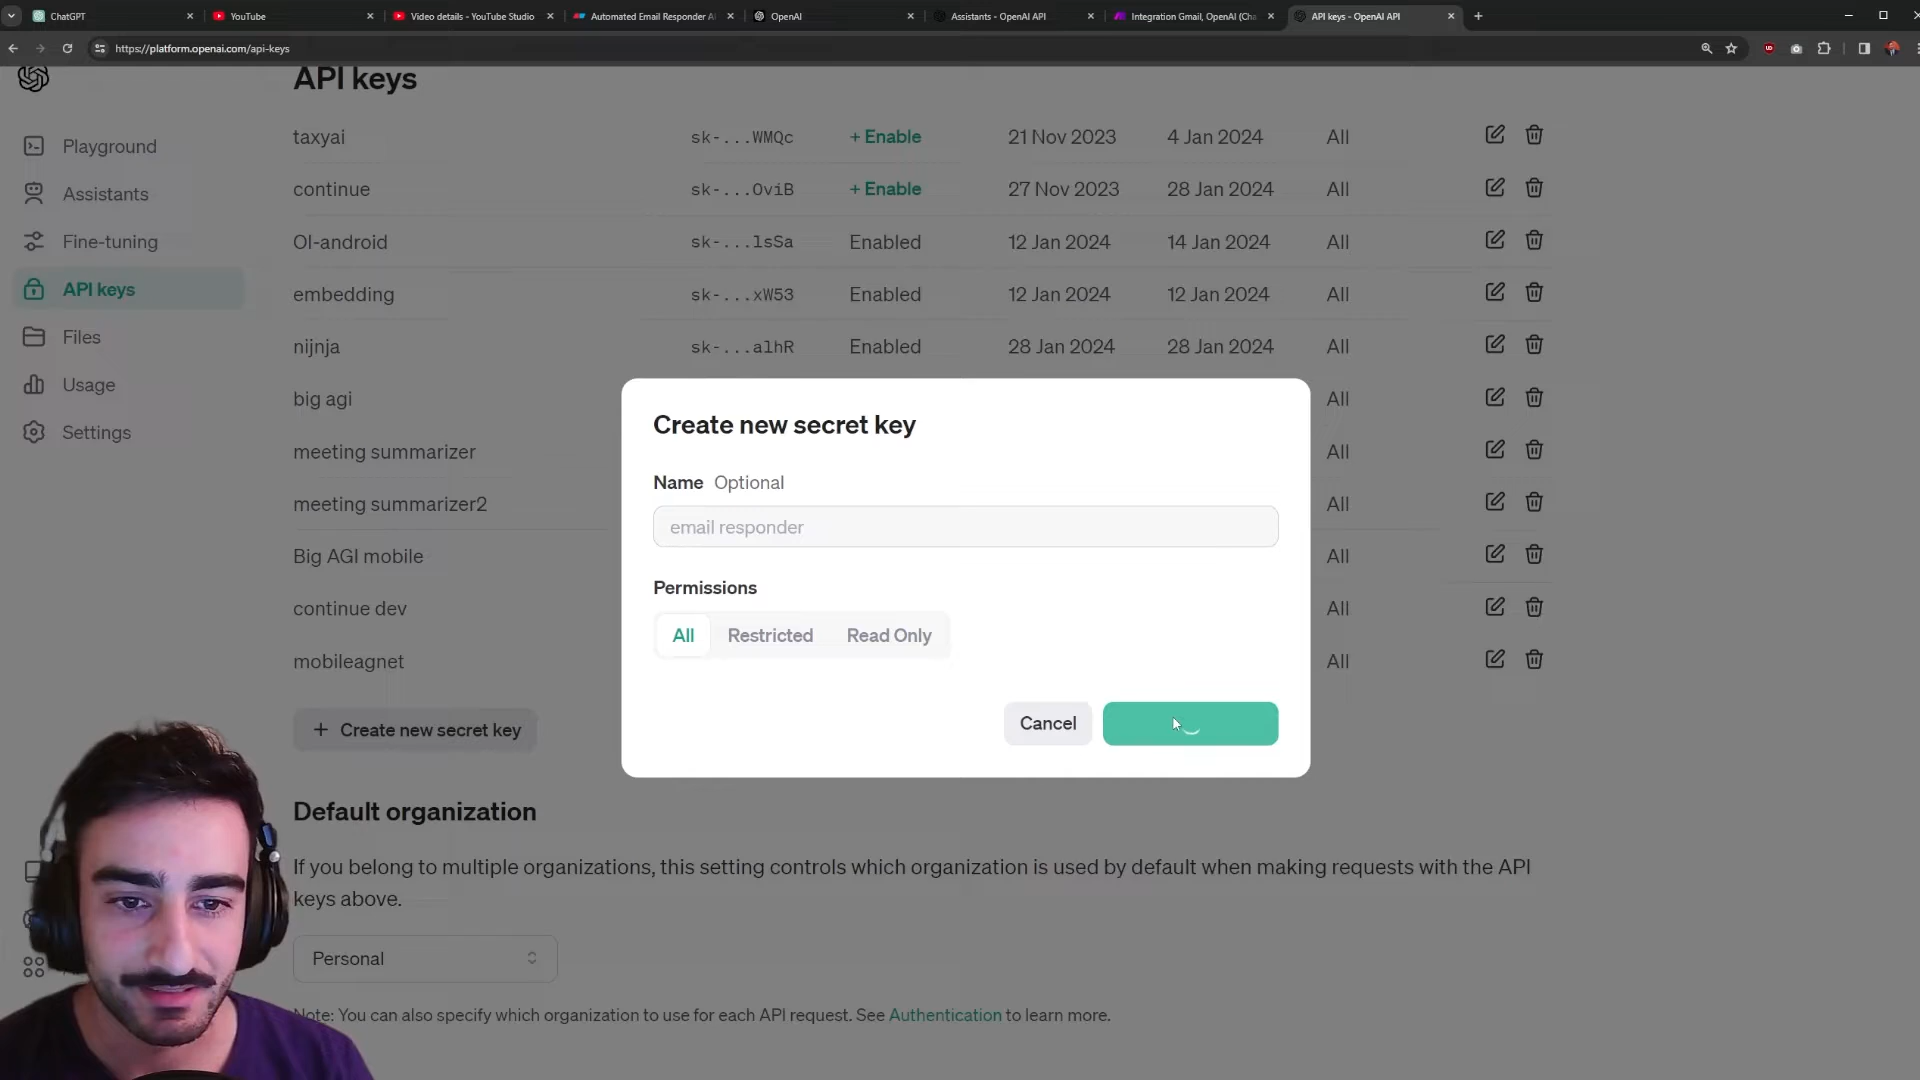 ChatGPT
YouTube
Video details - YouTube Studio
Automated Email Responder AI
OpenAI
Assistants - OpenAI API
Integration Gmail, OpenAI (Cha
API keys - OpenAI API
https://platform.openai.com/api-keys
API keys
Playground
Assistants
Fine-tuning
API keys
Files
Usage
Settings
taxyai sk-...WMQc + Enable 21 Nov 2023 4 Jan 2024 All
continue sk-...OviB + Enable 27 Nov 2023 28 Jan 2024 All
OI-android sk-...lsSa Enabled 12 Jan 2024 14 Jan 2024 All
embedding sk-...xW53 Enabled 12 Jan 2024 12 Jan 2024 All
nijnja sk-...alhR Enabled 28 Jan 2024 28 Jan 2024 All
big agi All
meeting summarizer All
meeting summarizer2 All
Big AGI mobile All
continue dev All
mobileagnet All
+ Create new secret key
Create new secret key
Name Optional
email responder
Permissions
All Restricted Read Only
Cancel
Default organization
If you belong to multiple organizations, this setting controls which organization is used by default when making requests with the API
keys above.
Personal
Note: You can also specify which organization to use for each API request. See Authentication to learn more.